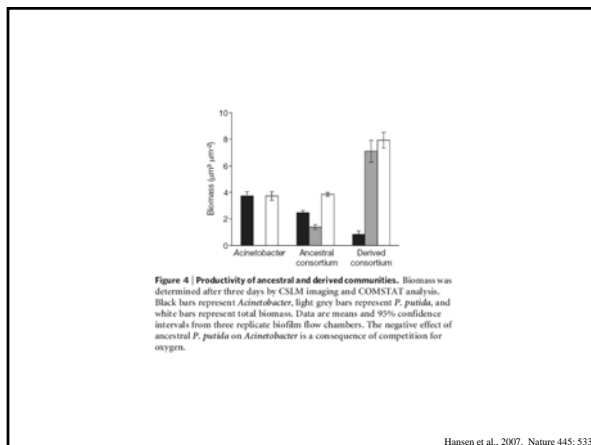 10
8
6
4
2
0
Biomass (µm³ µm⁻²)
Acinetobacter
Ancestral
consortium
Derived
consortium
Figure 4 | Productivity of ancestral and derived communities. Biomass was
determined after three days by CSLM imaging and COMSTAT analysis.
Black bars represent Acinetobacter, light grey bars represent P. putida, and
white bars represent total biomass. Data are means and 95% confidence
intervals from three replicate biofilm flow chambers. The negative effect of
ancestral P. putida on Acinetobacter is a consequence of competition for
oxygen.
Hansen et al., 2007. Nature 445: 533